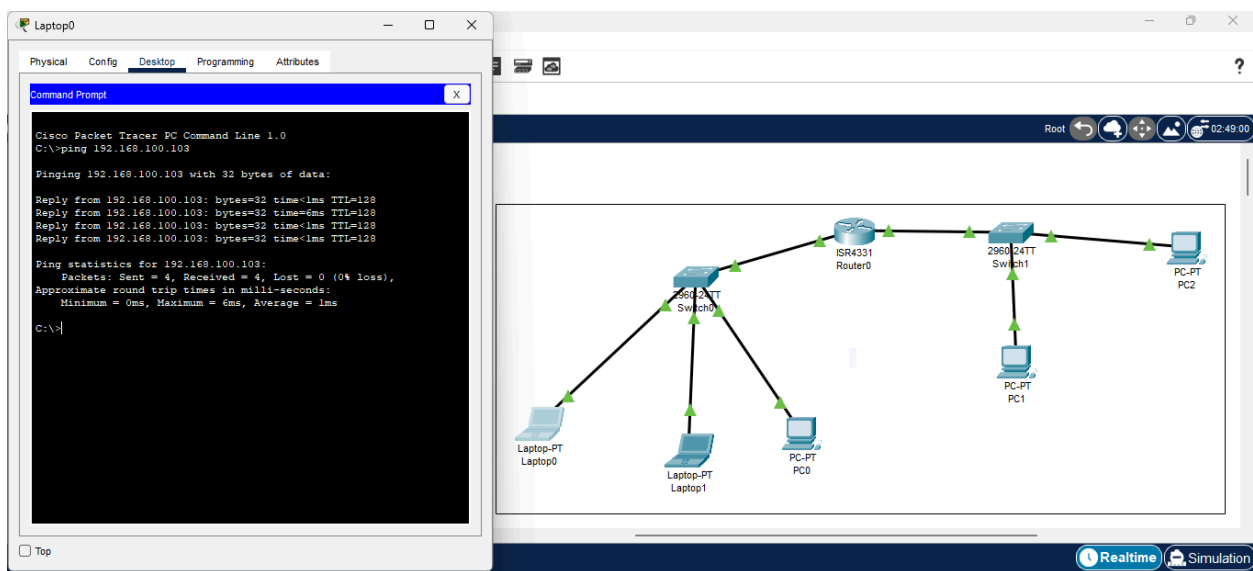 Laptop0
Physical Config Desktop Programming Attributes
Command Prompt
X
Cisco Packet Tracer PC Command Line 1.0
C:\>ping 192.168.100.103
Pinging 192.168.100.103 with 32 bytes of data:
Reply from 192.168.100.103: bytes=32 time<1ms TTL=128
Reply from 192.168.100.103: bytes=32 time=6ms TTL=128
Reply from 192.168.100.103: bytes=32 time<1ms TTL=128
Reply from 192.168.100.103: bytes=32 time<1ms TTL=128
Ping statistics for 192.168.100.103:
Packets: Sent = 4, Received = 4, Lost = 0 (0% loss),
Approximate round trip times in milli-seconds:
Minimum = 0ms, Maximum = 6ms, Average = 1ms
C:\>
Top
?
Root
02:49:00
ISR4331
Router0
2960-24TT
Switch1
PC-PT
PC2
2960-24TT
Switch0
PC-PT
PC1
Laptop-PT
Laptop0
Laptop-PT
Laptop1
PC-PT
PC0
Realtime
Simulation